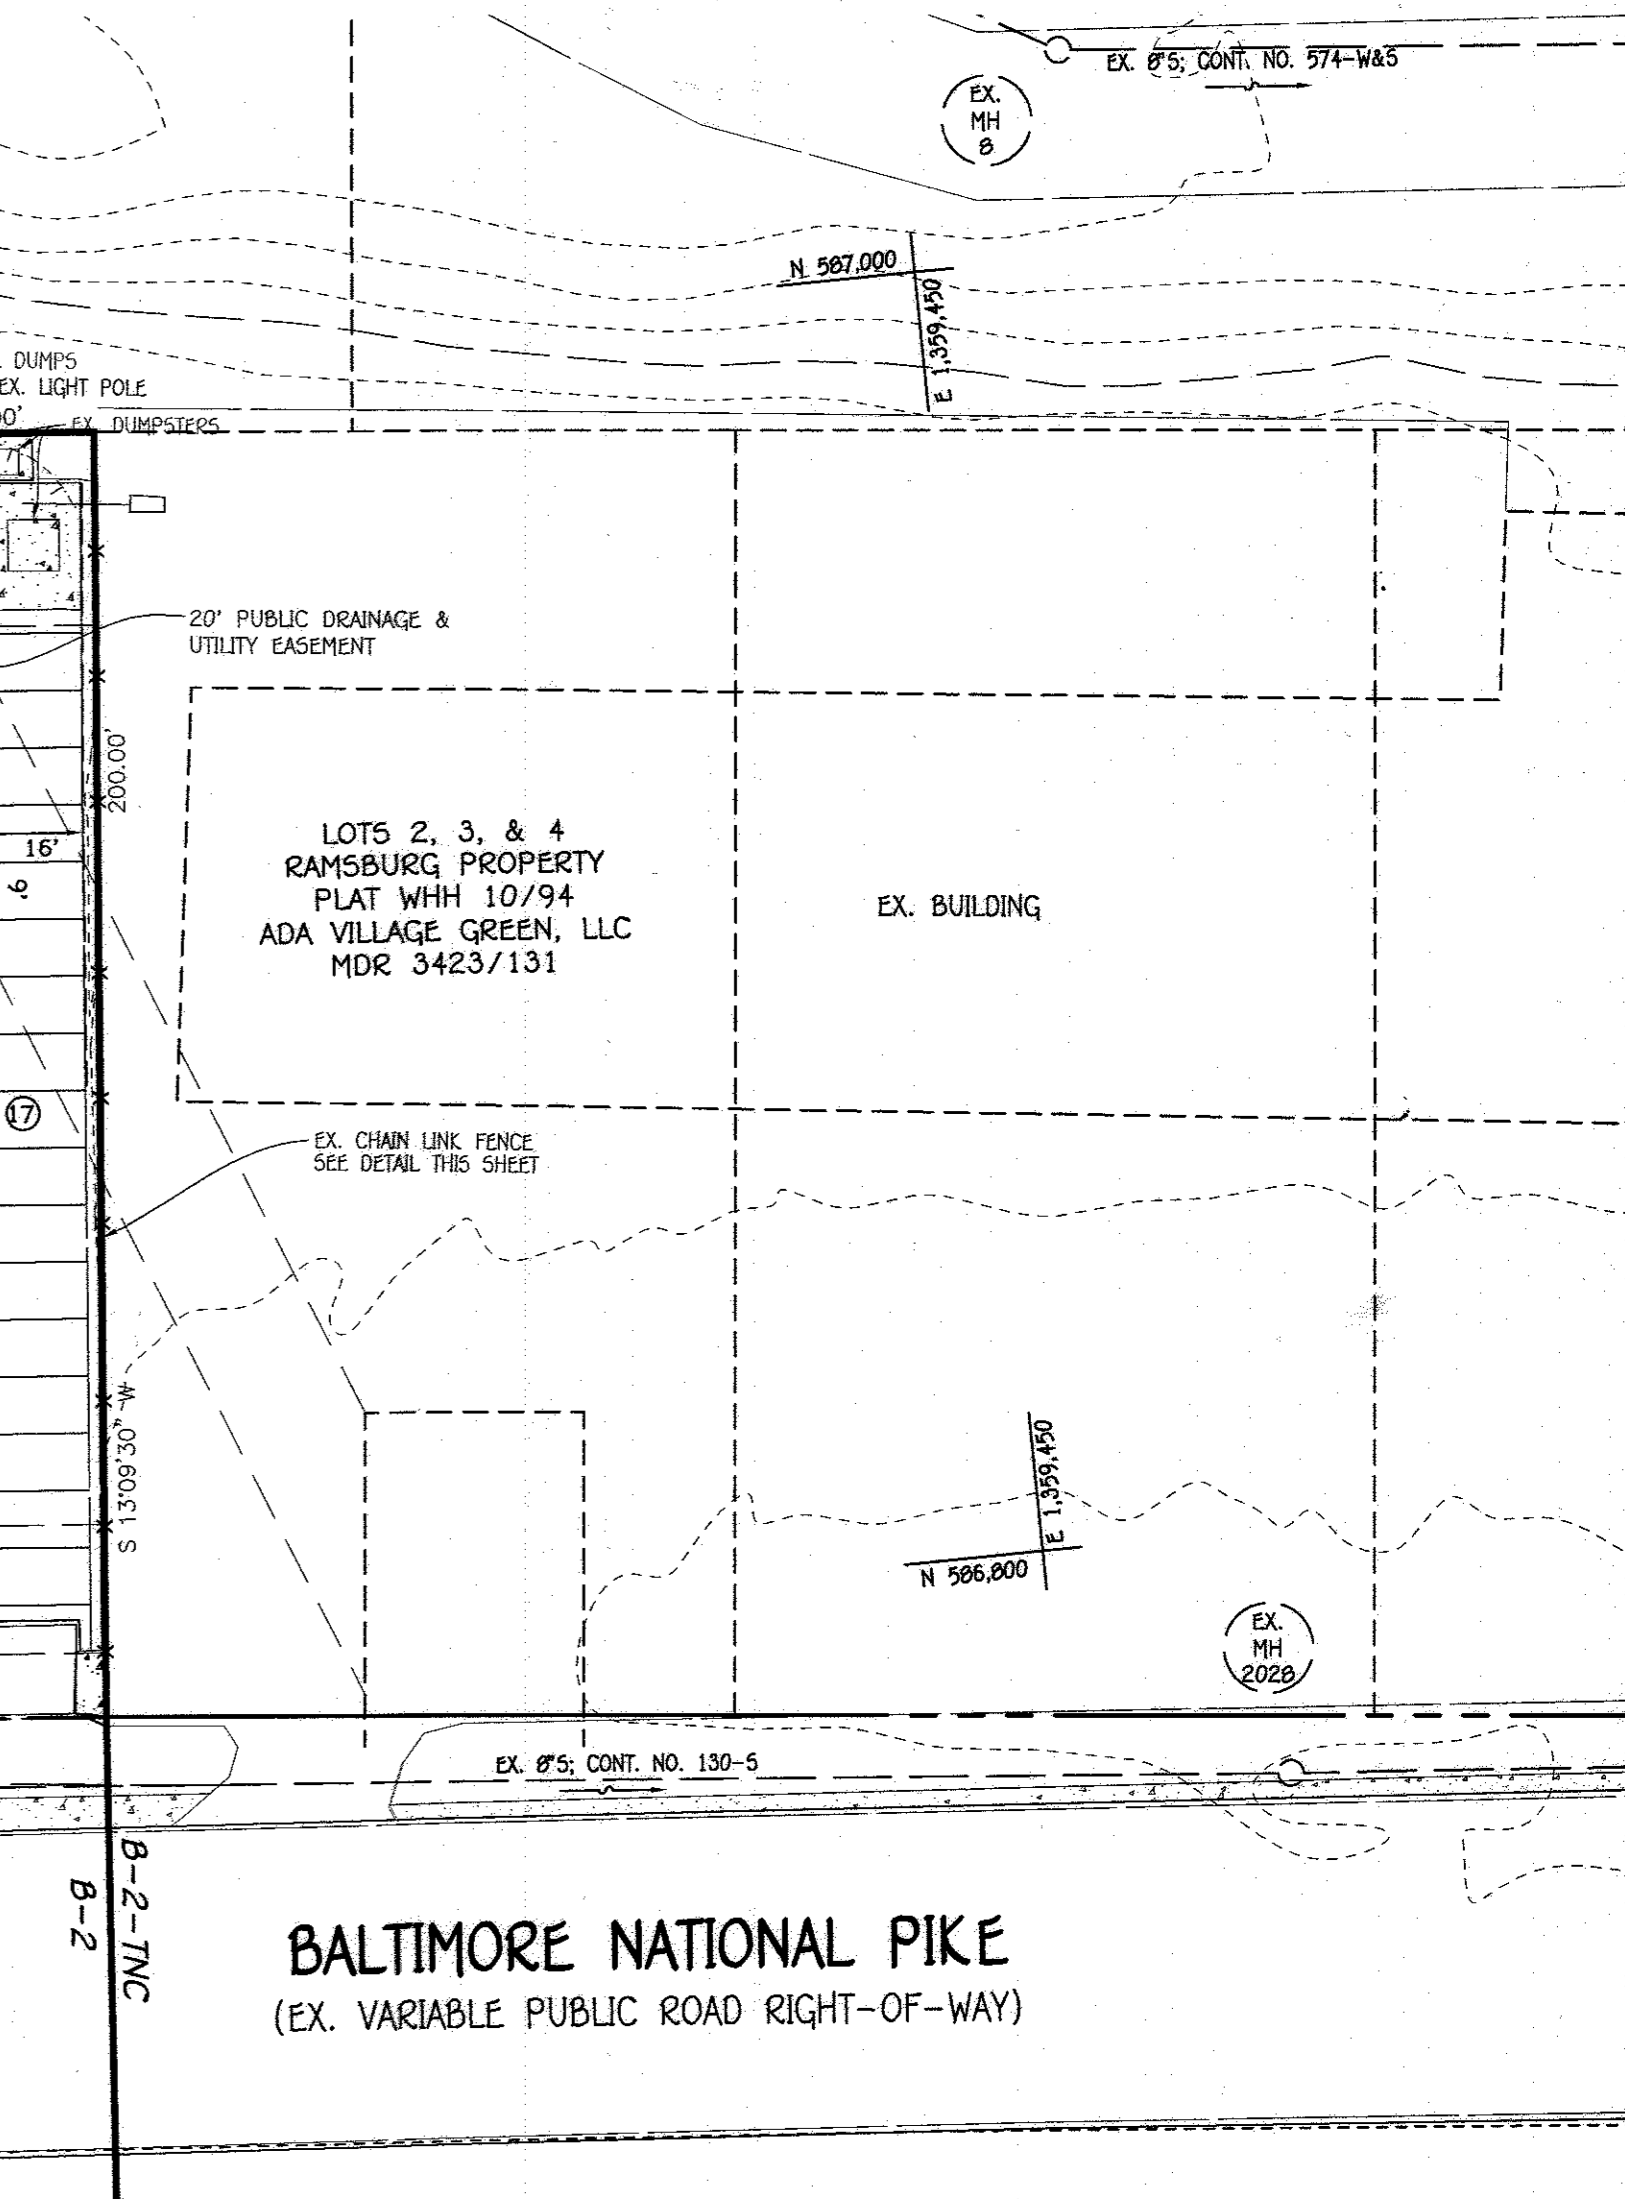 EX. 8"S; CONT. NO. 574-W&S
EX.
MH
8
N 587,000
E 1,359,450
DUMPS
EX. LIGHT POLE
EX. DUMPSTERS
20' PUBLIC DRAINAGE &
UTILITY EASEMENT
200.00'
16'
9'
LOTS 2, 3, & 4
RAMSBURG PROPERTY
PLAT WHH 10/94
ADA VILLAGE GREEN, LLC
MDR 3423/131
EX. BUILDING
17
EX. CHAIN LINK FENCE
SEE DETAIL THIS SHEET
S 13°09'30" W
E 1,359,450
N 586,800
EX.
MH
2028
EX. 8"S; CONT. NO. 130-S
B-2-TNC
B-2
BALTIMORE NATIONAL PIKE
(EX. VARIABLE PUBLIC ROAD RIGHT-OF-WAY)